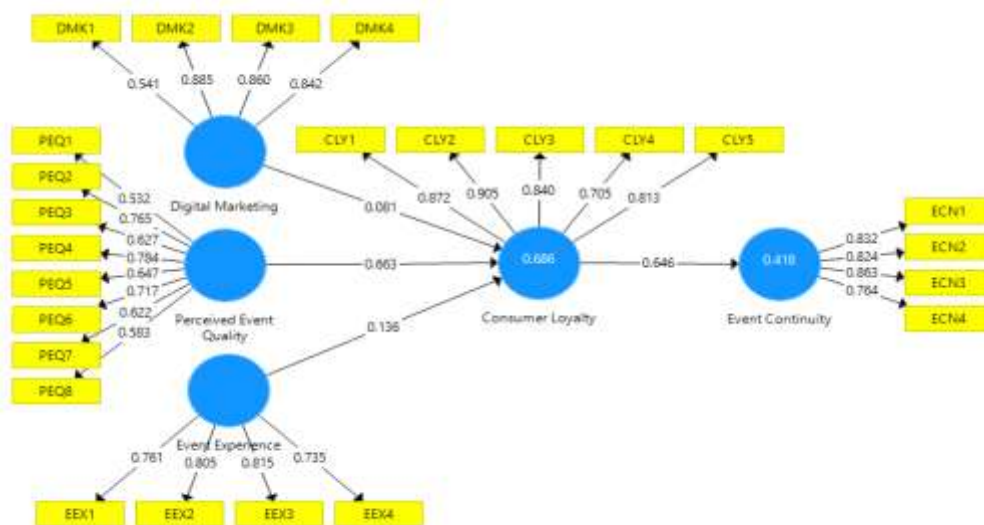 DMK1
DMK2
DMK3
DMK4
0.541
0.885
0.860
0.842
Digital Marketing
PEQ1
PEQ2
PEQ3
PEQ4
PEQ5
PEQ6
PEQ7
PEQ8
0.532
0.765
0.627
0.784
0.647
0.717
0.622
0.583
Perceived Event
Quality
Event Experience
0.761
0.805
0.815
0.735
EEX1
EEX2
EEX3
EEX4
0.081
0.663
0.136
CLY1
CLY2
CLY3
CLY4
CLY5
0.872
0.905
0.840
0.705
0.813
0.686
Consumer Loyalty
0.646
0.418
Event Continuity
0.832
0.824
0.863
0.764
ECN1
ECN2
ECN3
ECN4